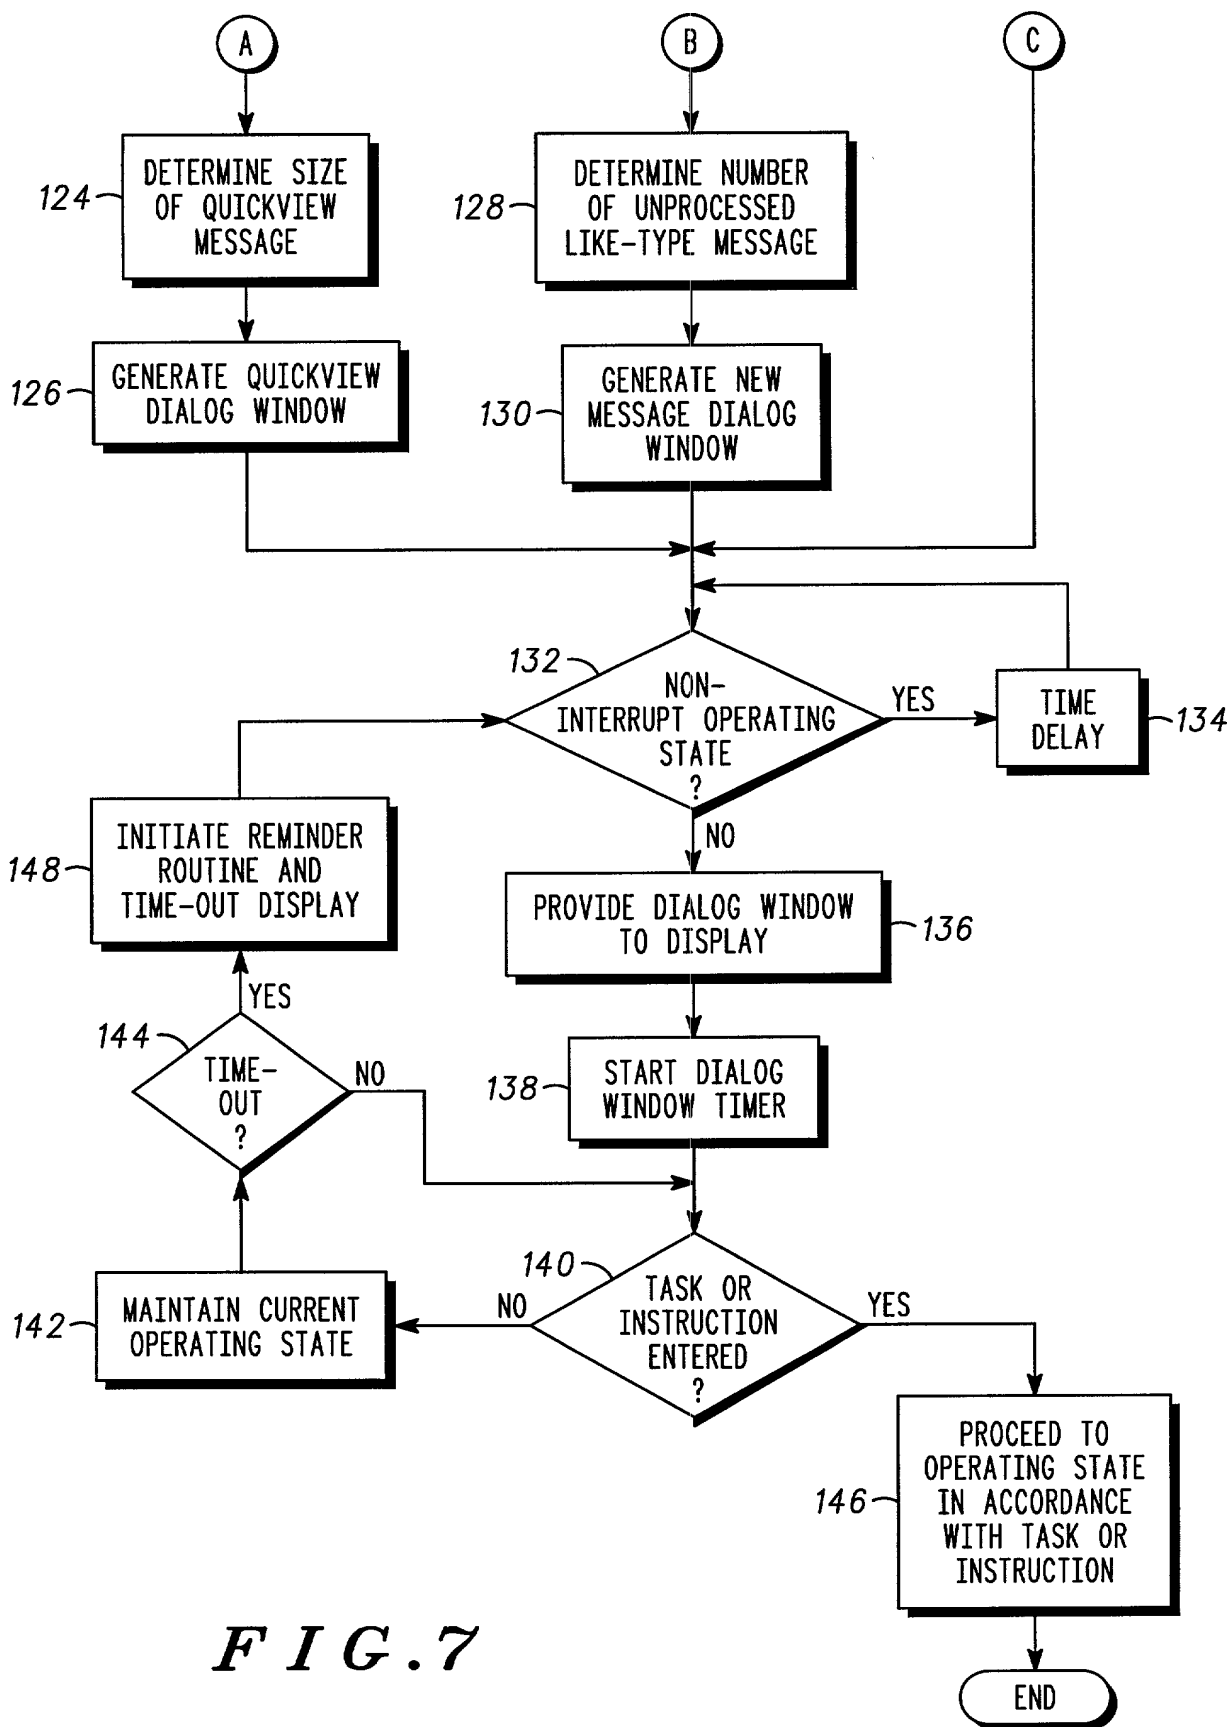 A
B
C
124
DETERMINE SIZE
OF QUICKVIEW
MESSAGE
128
DETERMINE NUMBER
OF UNPROCESSED
LIKE-TYPE MESSAGE
126
GENERATE QUICKVIEW
DIALOG WINDOW
130
GENERATE NEW
MESSAGE DIALOG
WINDOW
132
NON-
INTERRUPT OPERATING
STATE
?
YES
TIME
DELAY
134
NO
148
INITIATE REMINDER
ROUTINE AND
TIME-OUT DISPLAY
PROVIDE DIALOG WINDOW
TO DISPLAY
136
YES
144
TIME-
OUT
?
NO
138
START DIALOG
WINDOW TIMER
140
TASK OR
INSTRUCTION
ENTERED
?
NO
YES
142
MAINTAIN CURRENT
OPERATING STATE
146
PROCEED TO
OPERATING STATE
IN ACCORDANCE
WITH TASK OR
INSTRUCTION
END
FIG.7